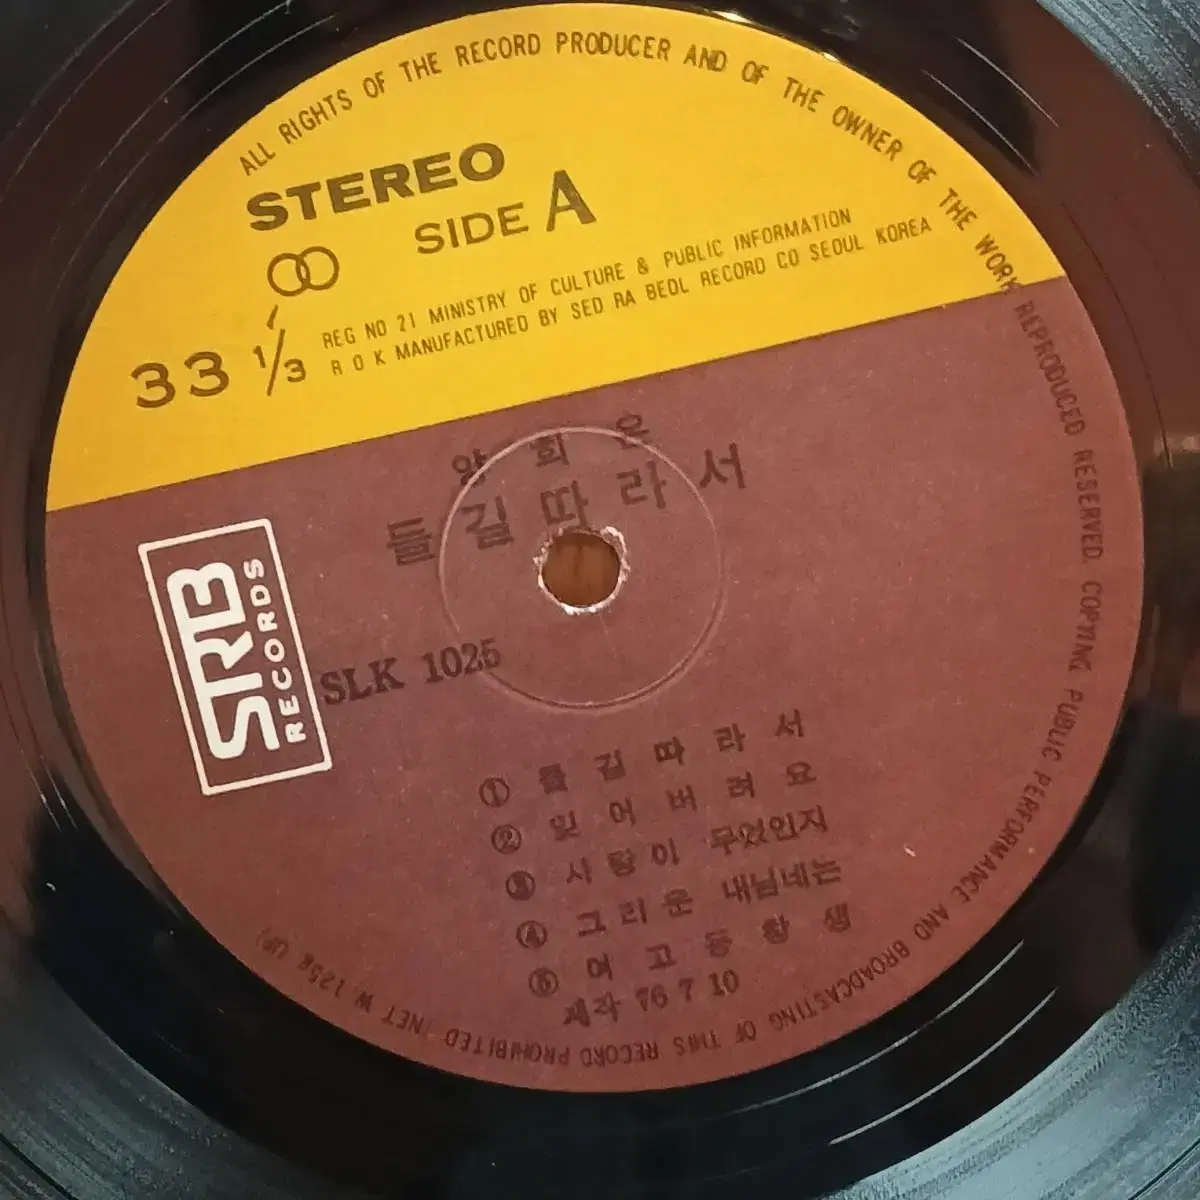 ALL RIGHTS OF THE RECORD PRODUCER AND OF THE OWNER OF THE WORK REPRODUCED RESERVED. COPYING PUBLIC PERFORMANCE AND BROADCASTING OF THIS RECORD PROHIBITED (NET W 125g UP)
STEREO
SIDE A
33 1/3
REG NO 21 MINISTRY OF CULTURE & PUBLIC INFORMATION
R O K MANUFACTURED BY SEO RA BEOL RECORD CO SEOUL KOREA
양 희 은
들 길 따 라 서
SRB
RECORDS
SLK 1025
① 들 길 따 라 서
② 잊 어 버 려 요
③ 사 랑 이 무엇인지
④ 그 리 운 내님네는
⑤ 여 고 동 창 생
제작 76 7 10